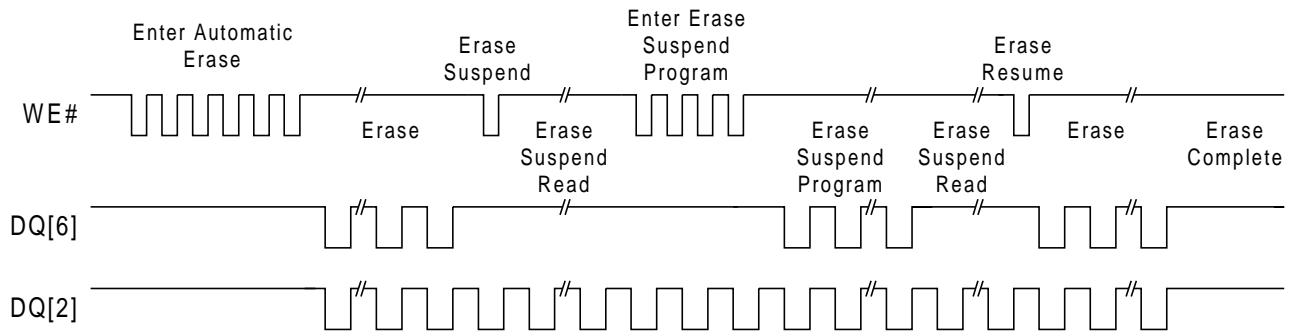 Enter Automatic
Erase
Erase
Suspend
Enter Erase
Suspend
Program
Erase
Resume
WE#
Erase
Erase
Suspend
Read
Erase
Suspend
Program
Erase
Suspend
Read
Erase
Erase
Complete
DQ[6]
DQ[2]